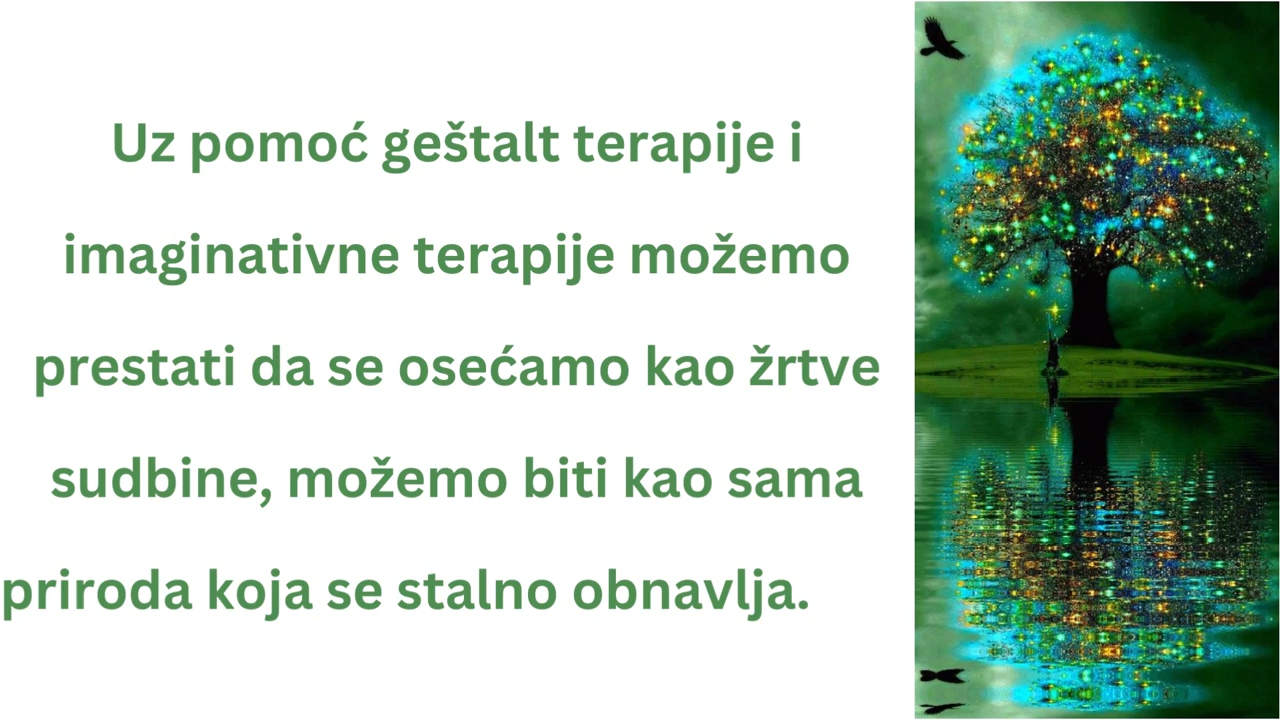 Uz pomoć geštalt terapije i
imaginativne terapije možemo
prestati da se osećamo kao žrtve
sudbine, možemo biti kao sama
priroda koja se stalno obnavlja.